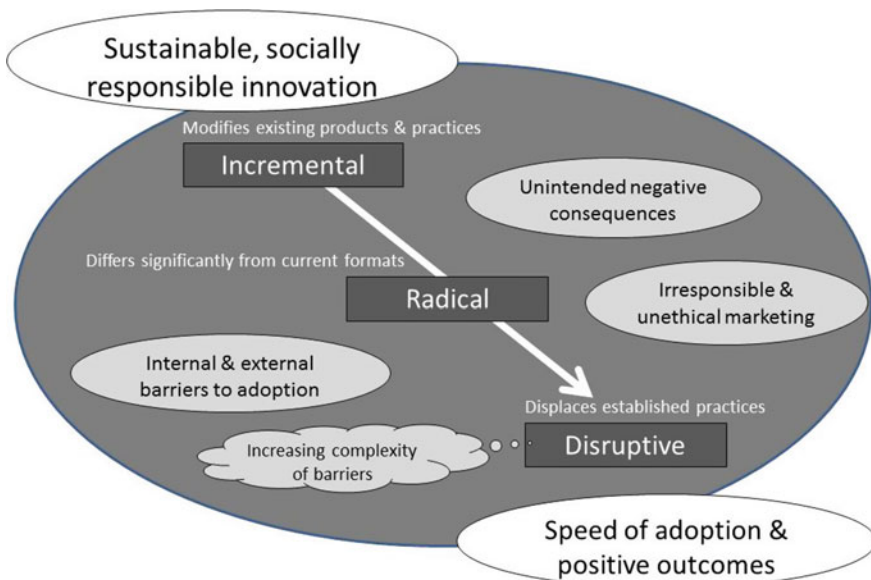 Sustainable, socially
responsible innovation
Modifies existing products & practices
Incremental
Unintended negative
consequences
Differs significantly from current formats
Radical
Irresponsible &
unethical marketing
Internal & external
barriers to adoption
Displaces established practices
Disruptive
Increasing complexity
of barriers
Speed of adoption &
positive outcomes